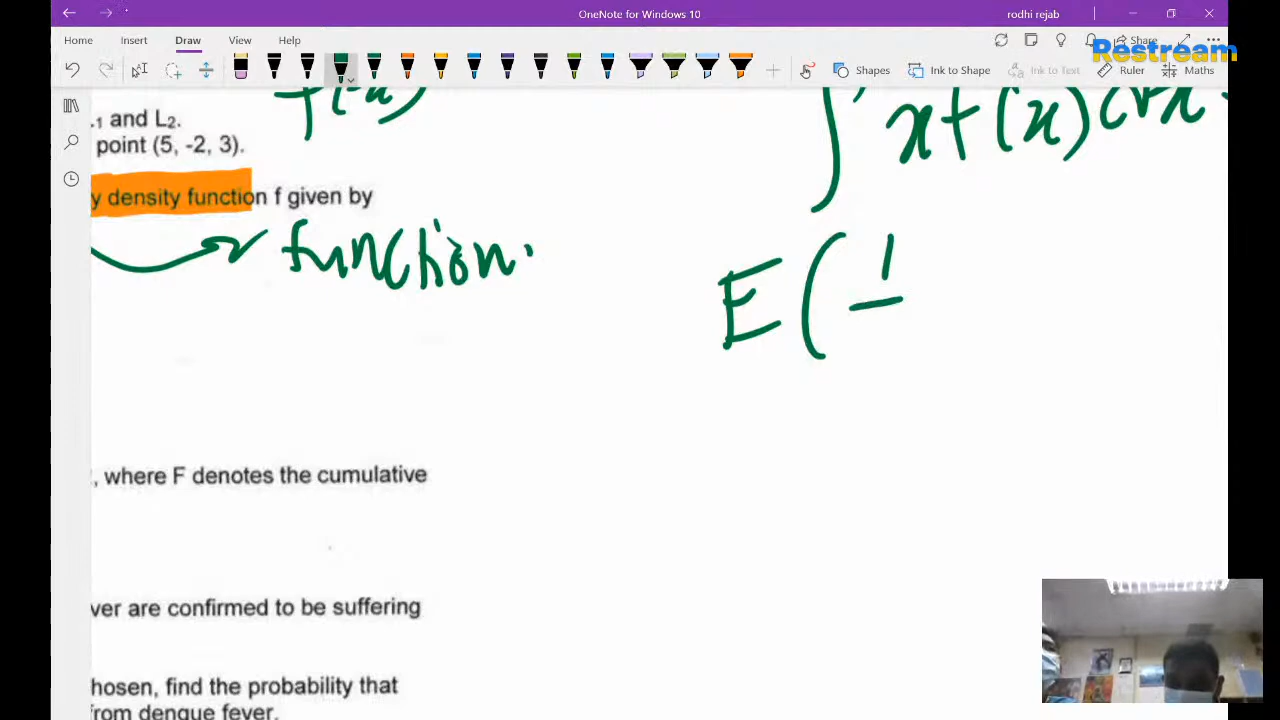 OneNote for Windows 10
rodhi rejab
Home Insert Draw View Help
Share
Restream
Shapes
Ink to Shape
Ink to Text
Ruler
Maths
f(x)
.1 and L2.
point (5, -2, 3).
∫ x f(x) dx
y density function f given by
function.
E( 1
, where F denotes the cumulative
ver are confirmed to be suffering
hosen, find the probability that
from dengue fever.